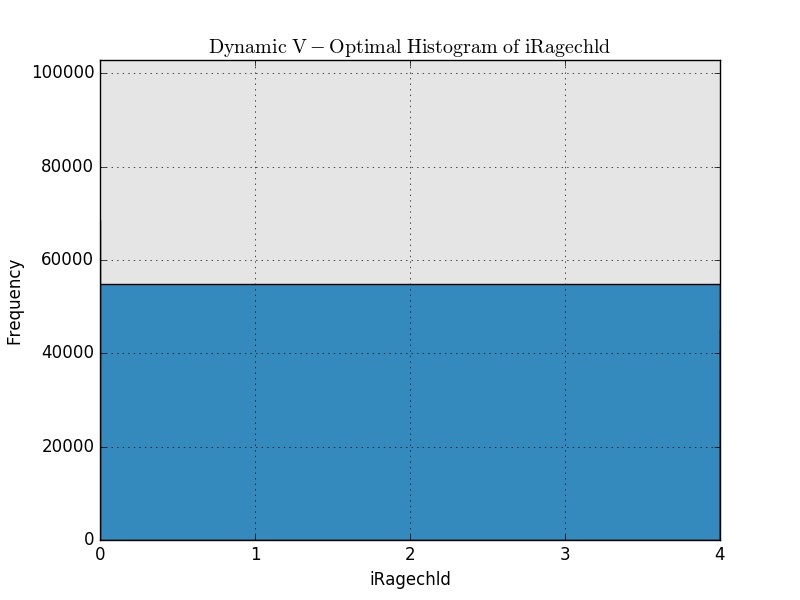 Dynamic V − Optimal Histogram of iRagechld
100000
80000
60000
40000
20000
0
Frequency
0 1 2 3 4
iRagechld